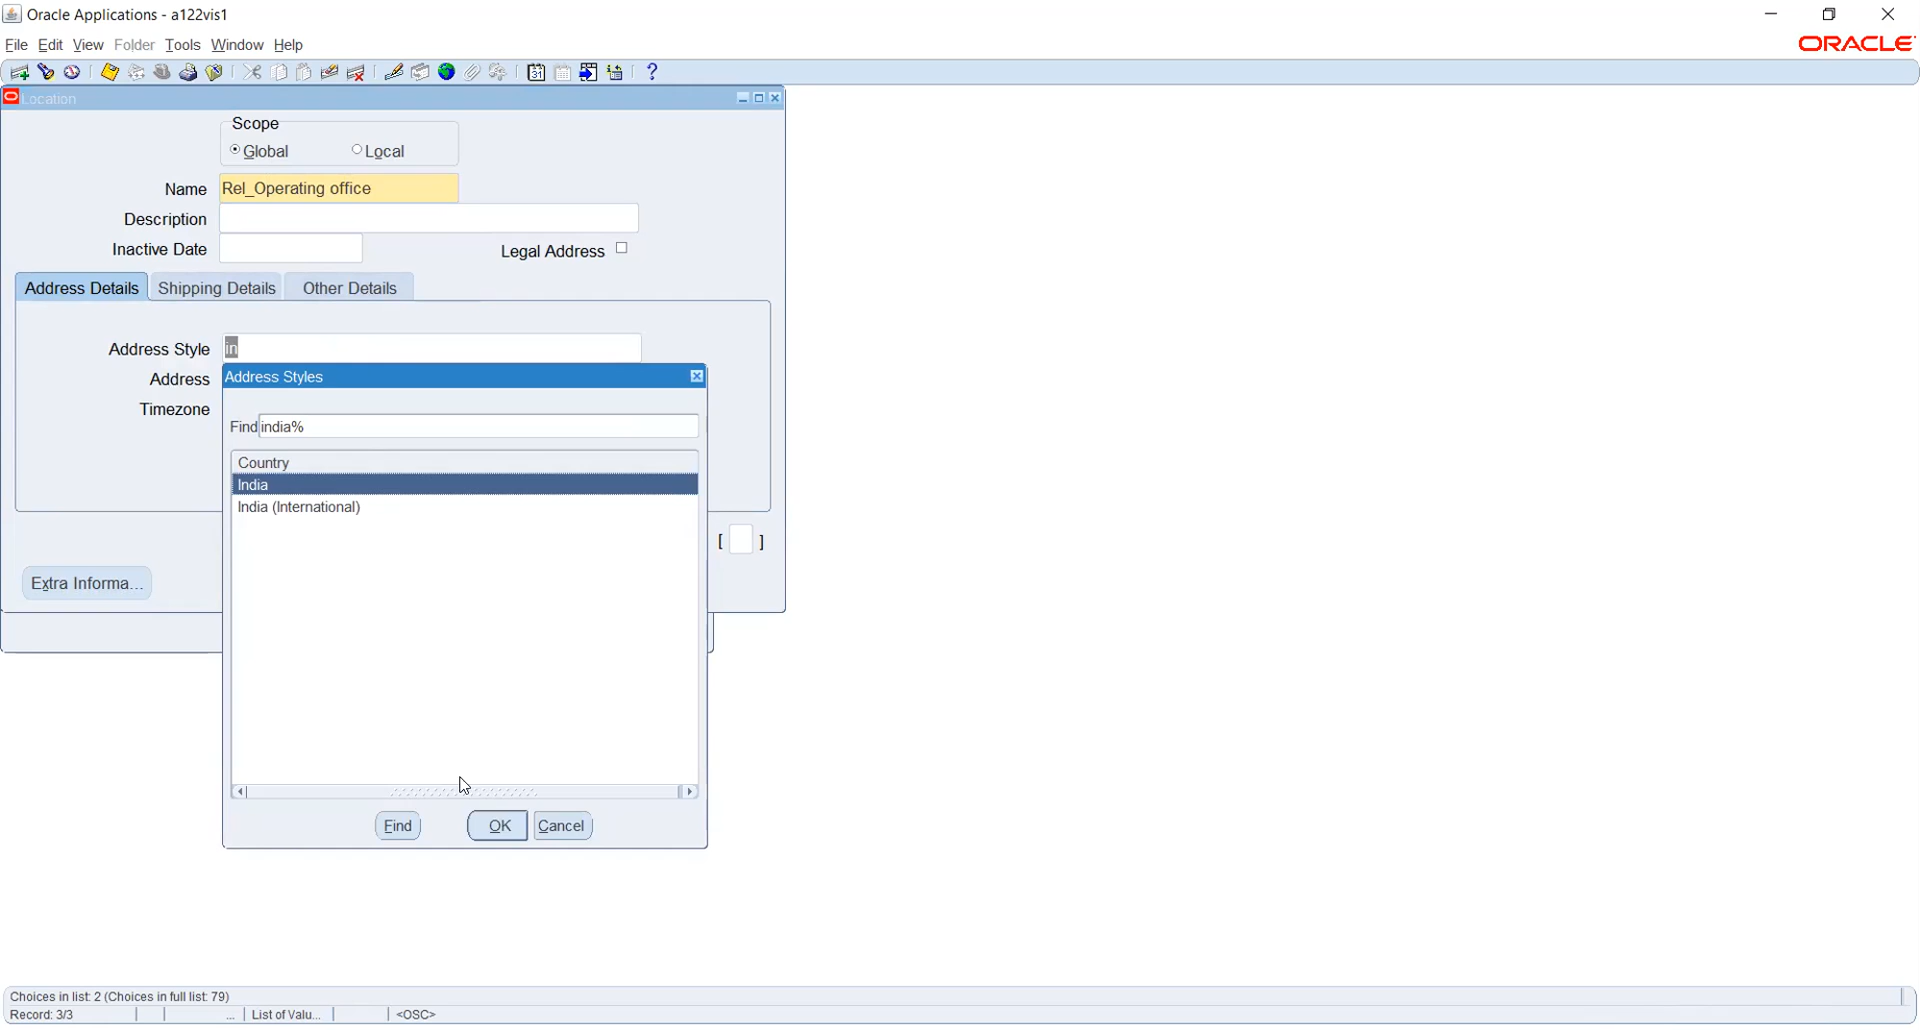 Oracle Applications - a122vis1
File Edit View Folder Tools Window Help
ORACLE
Location
Scope
Global Local
Name Rel_Operating office
Description
Inactive Date Legal Address
Address Details Shipping Details Other Details
Address Style in
Address Address Styles
Timezone
Find india%
Country
India
India (International)
[ ]
Extra Informa...
Find OK Cancel
Choices in list: 2 (Choices in full list: 79)
Record: 3/3 ... List of Valu... <OSC>